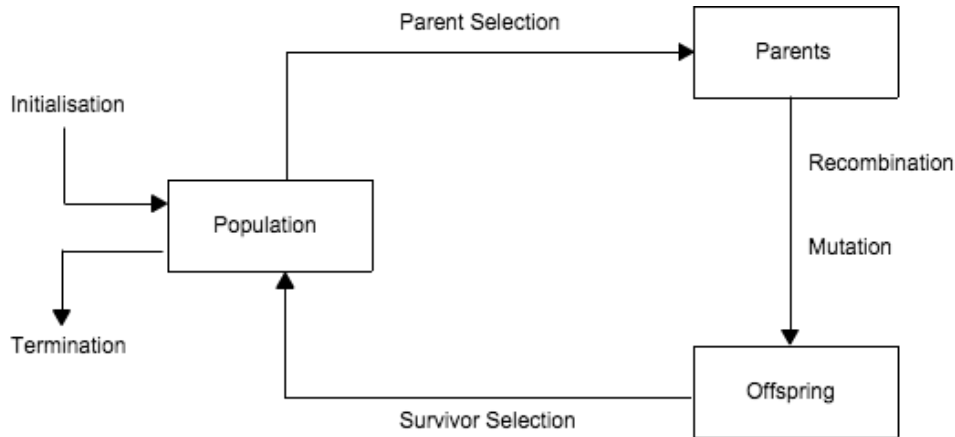 Parent Selection
Parents
Initialisation
Recombination
Population
Mutation
Termination
Offspring
Survivor Selection